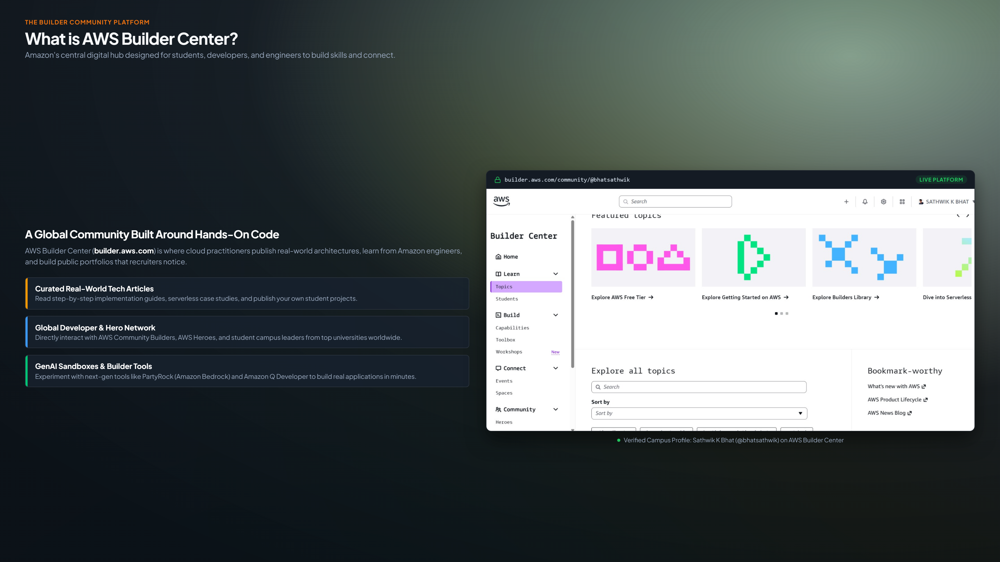 THE BUILDER COMMUNITY PLATFORM
What is AWS Builder Center?
Amazon's central digital hub designed for students, developers, and engineers to build skills and connect.
A Global Community Built Around Hands-On Code
AWS Builder Center (builder.aws.com) is where cloud practitioners publish real-world architectures, learn from Amazon engineers,
and build public portfolios that recruiters notice.
Curated Real-World Tech Articles
Read step-by-step implementation guides, serverless case studies, and publish your own student projects.
Global Developer & Hero Network
Directly interact with AWS Community Builders, AWS Heroes, and student campus leaders from top universities worldwide.
GenAI Sandboxes & Builder Tools
Experiment with next-gen tools like PartyRock (Amazon Bedrock) and Amazon Q Developer to build real applications in minutes.
builder.aws.com/community/@bhatsathwik
LIVE PLATFORM
aws
Search
SATHWIK K BHAT
Builder Center
Home
Learn
Topics
Students
Build
Capabilities
Toolbox
Workshops New
Connect
Events
Spaces
Community
Heroes
Featured topics
Explore AWS Free Tier
Explore Getting Started on AWS
Explore Builders Library
Dive into Serverless
Explore all topics
Search
Sort by
Sort by
Bookmark-worthy
What's new with AWS
AWS Product Lifecycle
AWS News Blog
Verified Campus Profile: Sathwik K Bhat (@bhatsathwik) on AWS Builder Center